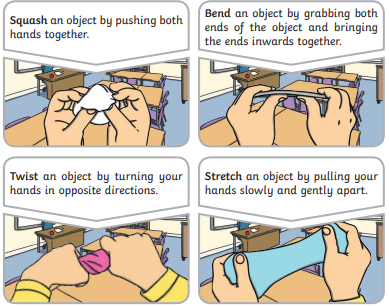 Squash an object by pushing both
hands together.
Bend an object by grabbing both
ends of the object and bringing
the ends inwards together.
Twist an object by turning your
hands in opposite directions.
Stretch an object by pulling your
hands slowly and gently apart.